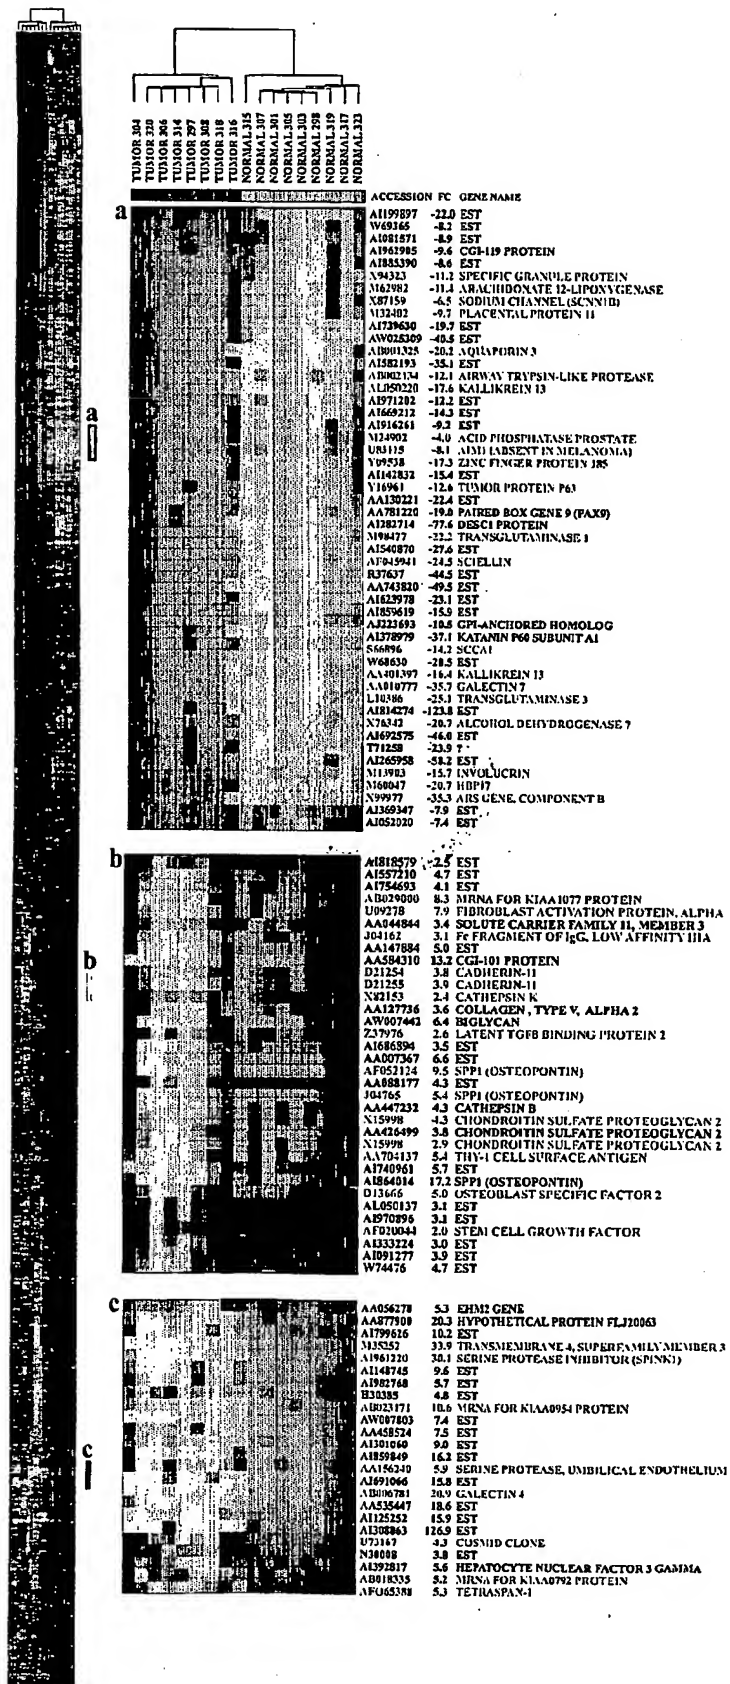 TUMOR 304
TUMOR 320
TUMOR 306
TUMOR 314
TUMOR 297
TUMOR 308
TUMOR 318
TUMOR 316
NORMAL 315
NORMAL 307
NORMAL 301
NORMAL 305
NORMAL 303
NORMAL 298
NORMAL 319
NORMAL 317
NORMAL 323
ACCESSION FC GENE NAME
a
AI199897 -22.0 EST
W69365 -8.2 EST
AI081571 -8.9 EST
AI962905 -9.6 CGI-119 PROTEIN
AI885390 -8.6 EST
X94323 -11.2 SPECIFIC GRANULE PROTEIN
M62982 -11.4 ARACHIDONATE 12-LIPOXYGENASE
X87159 -6.5 SODIUM CHANNEL (SCNN1B)
M32402 -9.7 PLACENTAL PROTEIN 11
AI739630 -19.7 EST
AW025309 -40.5 EST
AB001325 -20.2 AQUAPORIN 3
AI582193 -35.1 EST
AB002134 -12.1 AIRWAY TRYPSIN-LIKE PROTEASE
AL050220 -17.6 KALLIKREIN 13
AI971202 -12.2 EST
AI669212 -14.3 EST
AI916261 -9.2 EST
M24902 -4.0 ACID PHOSPHATASE PROSTATE
U83115 -8.1 AIM1 (ABSENT IN MELANOMA)
Y09538 -17.3 ZINC FINGER PROTEIN 185
AI142832 -15.4 EST
Y16961 -12.6 TUMOR PROTEIN P63
AA130221 -22.4 EST
AA781220 -19.0 PAIRED BOX GENE 9 (PAX9)
AI282714 -77.6 DESC1 PROTEIN
M98477 -22.2 TRANSGLUTAMINASE 1
AI540870 -27.6 EST
AF045941 -24.5 SCIELLIN
R37637 -44.5 EST
AA743820 -49.5 EST
AI623978 -23.1 EST
AI859619 -15.9 EST
AJ223693 -10.5 GPI-ANCHORED HOMOLOG
AI378979 -37.1 KATANIN P60 SUBUNIT A1
S66896 -14.2 SCCA1
W68630 -28.5 EST
AA401397 -16.4 KALLIKREIN 13
AA010777 -35.7 GALECTIN 7
L10386 -25.1 TRANSGLUTAMINASE 3
AI814274 -123.8 EST
X76342 -20.7 ALCOHOL DEHYDROGENASE 7
AI692575 -46.0 EST
T71258 -23.9 ?
AI265958 -58.2 EST
M13903 -15.7 INVOLUCRIN
M60047 -20.7 HBP17
X99977 -35.3 ARS GENE, COMPONENT B
AI369347 -7.9 EST
AI052020 -7.4 EST
a
b
AI818579 -2.5 EST
AI557210 4.7 EST
AI754693 4.1 EST
AB029000 8.3 MRNA FOR KIAA1077 PROTEIN
U09278 7.9 FIBROBLAST ACTIVATION PROTEIN, ALPHA
AA044844 3.4 SOLUTE CARRIER FAMILY 11, MEMBER 3
J04162 3.1 Fc FRAGMENT OF IgG, LOW AFFINITY IIIA
AA147884 5.0 EST
AA584310 13.2 CGI-101 PROTEIN
D21254 3.8 CADHERIN-11
D21255 3.9 CADHERIN-11
X82153 2.4 CATHEPSIN K
AA127736 3.6 COLLAGEN, TYPE V, ALPHA 2
AW007442 6.4 BIGLYCAN
Z37976 2.6 LATENT TGFB BINDING PROTEIN 2
AI686894 3.5 EST
AA007367 6.6 EST
AF052124 9.5 SPP1 (OSTEOPONTIN)
AA088177 4.3 EST
J04765 5.4 SPP1 (OSTEOPONTIN)
AA447232 4.3 CATHEPSIN B
X15998 4.3 CHONDROITIN SULFATE PROTEOGLYCAN 2
AA426499 3.8 CHONDROITIN SULFATE PROTEOGLYCAN 2
X15998 2.9 CHONDROITIN SULFATE PROTEOGLYCAN 2
AA704137 5.4 THY-1 CELL SURFACE ANTIGEN
AI740961 5.7 EST
AI864014 17.2 SPP1 (OSTEOPONTIN)
D13666 5.0 OSTEOBLAST SPECIFIC FACTOR 2
AL050137 3.1 EST
AI970896 3.1 EST
AF020044 2.0 STEM CELL GROWTH FACTOR
AI333224 3.0 EST
AI091277 3.9 EST
W74476 4.7 EST
b
c
AA056278 5.3 EHM2 GENE
AA877900 20.3 HYPOTHETICAL PROTEIN FLJ20063
AI799626 10.2 EST
M35252 33.9 TRANSMEMBRANE 4, SUPERFAMILY MEMBER 3
AI961220 30.1 SERINE PROTEASE INHIBITOR (SPINK1)
AI148745 9.6 EST
AI982768 5.7 EST
H30385 4.8 EST
AB023171 10.6 MRNA FOR KIAA0954 PROTEIN
AW007803 7.4 EST
AA458524 7.5 EST
AI301060 9.0 EST
AI859849 16.2 EST
AA156240 5.9 SERINE PROTEASE, UMBILICAL ENDOTHELIUM
AI691066 15.8 EST
AB006781 20.9 GALECTIN 4
AA535447 18.6 EST
AI125252 15.9 EST
AI308863 126.9 EST
U73167 4.3 COSMID CLONE
N30008 3.8 EST
AI392817 5.6 HEPATOCYTE NUCLEAR FACTOR 3 GAMMA
AB018335 5.2 MRNA FOR KIAA0792 PROTEIN
AF065388 5.3 TETRASPAN-1
c